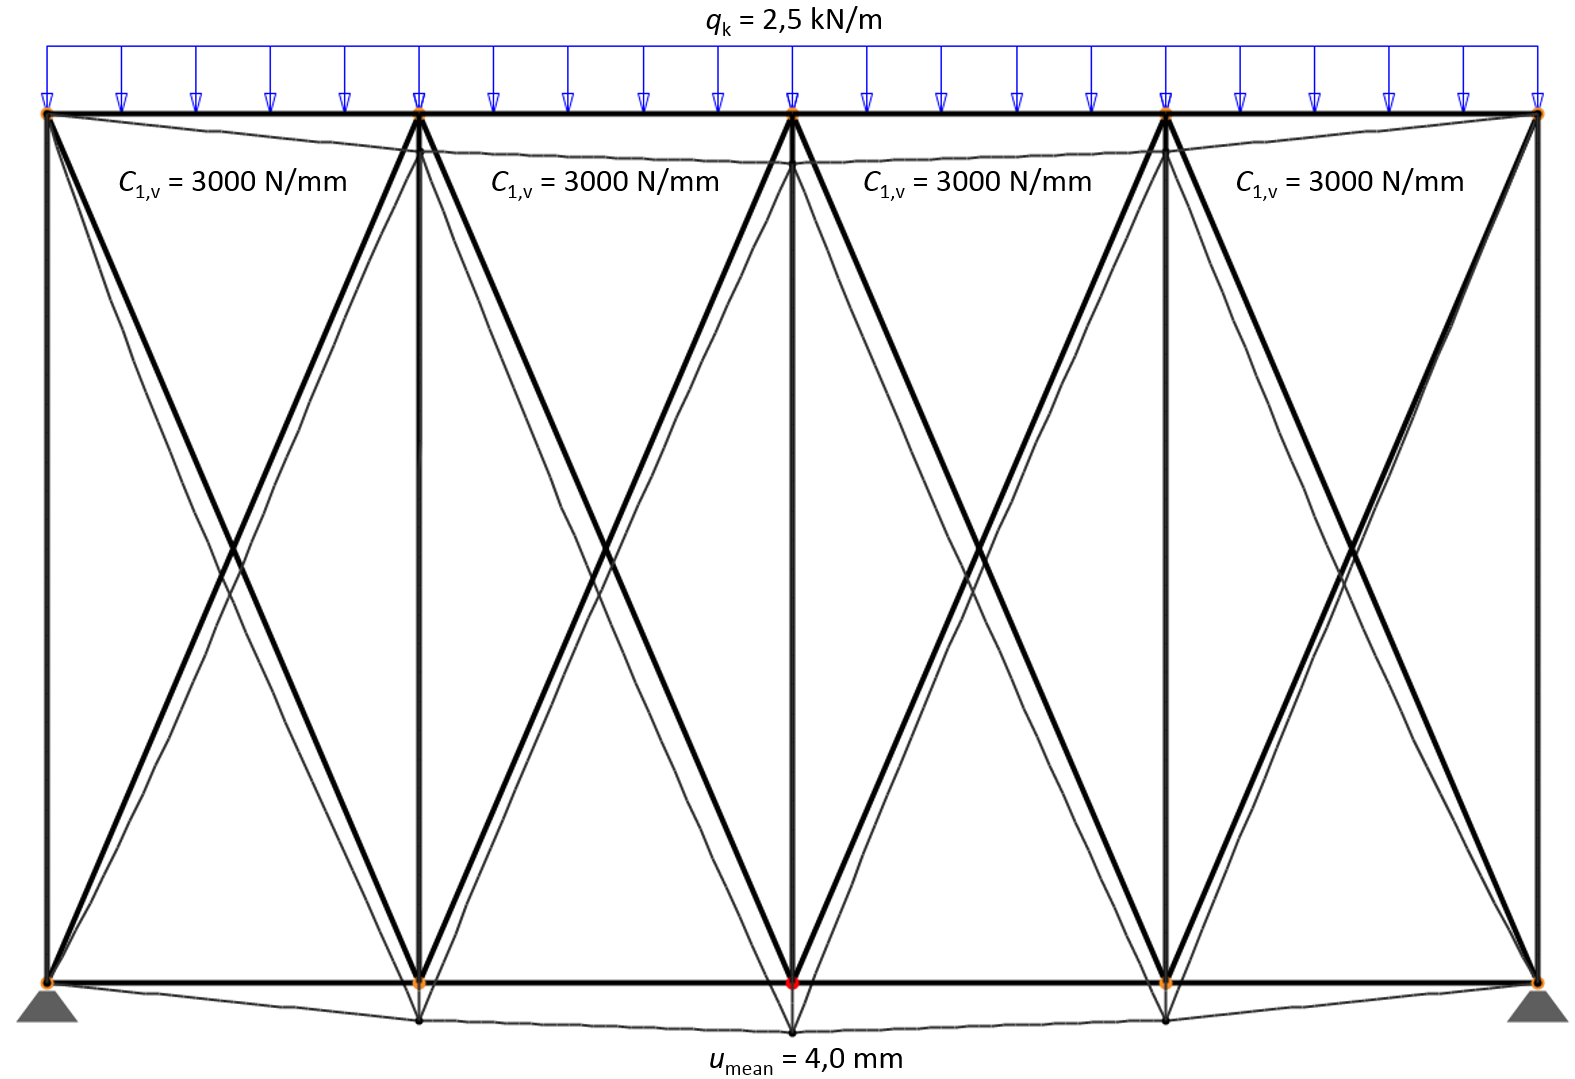 qk = 2,5 kN/m
C1,v = 3000 N/mm
C1,v = 3000 N/mm
C1,v = 3000 N/mm
C1,v = 3000 N/mm
umean = 4,0 mm